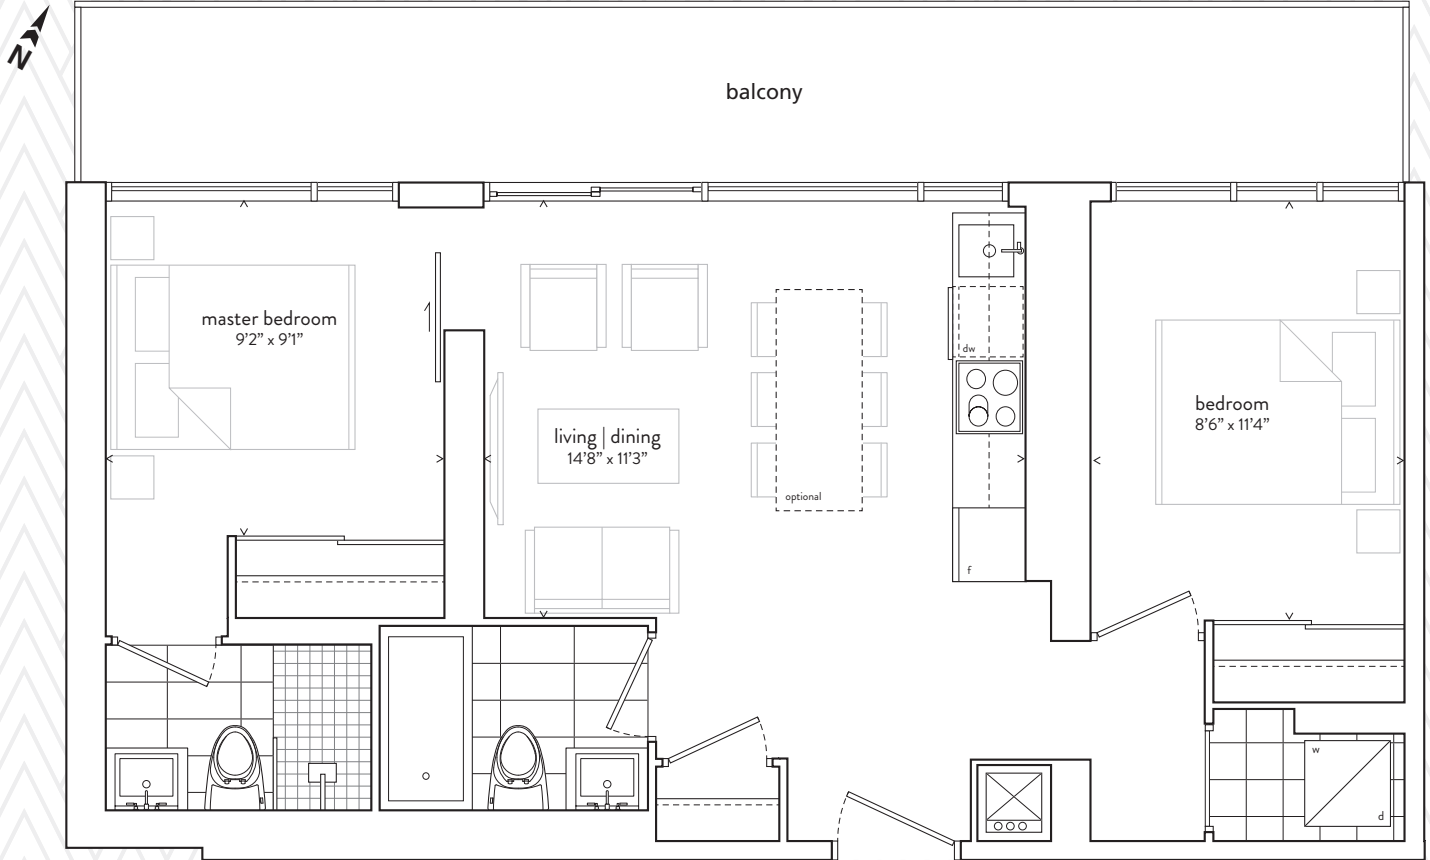 N
balcony
master bedroom
9’2” x 9’1”
living | dining
14’8” x 11’3”
optional
dw
f
bedroom
8’6” x 11’4”
w
d